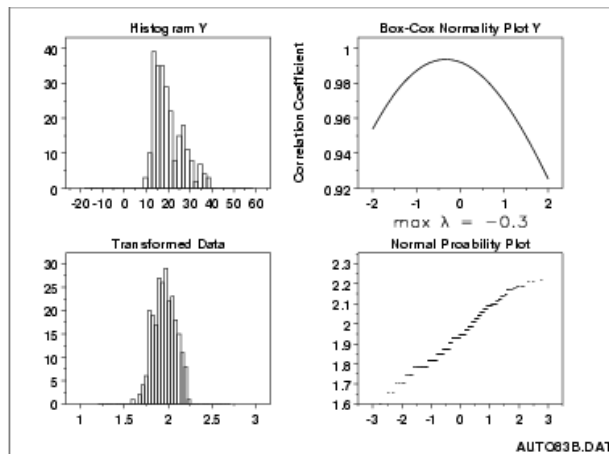 Histogram Y
40
30
20
10
0
-20 -10 0 10 20 30 40 50 60
Box-Cox Normality Plot Y
Correlation Coefficient
1
0.98
0.96
0.94
0.92
-2 -1 0 1 2
max λ = -0.3
Transformed Data
30
25
20
15
10
5
0
1 1.5 2 2.5 3
Normal Proability Plot
2.3
2.2
2.1
2
1.9
1.8
1.7
1.6
-3 -2 -1 0 1 2 3
AUTO83B.DAT